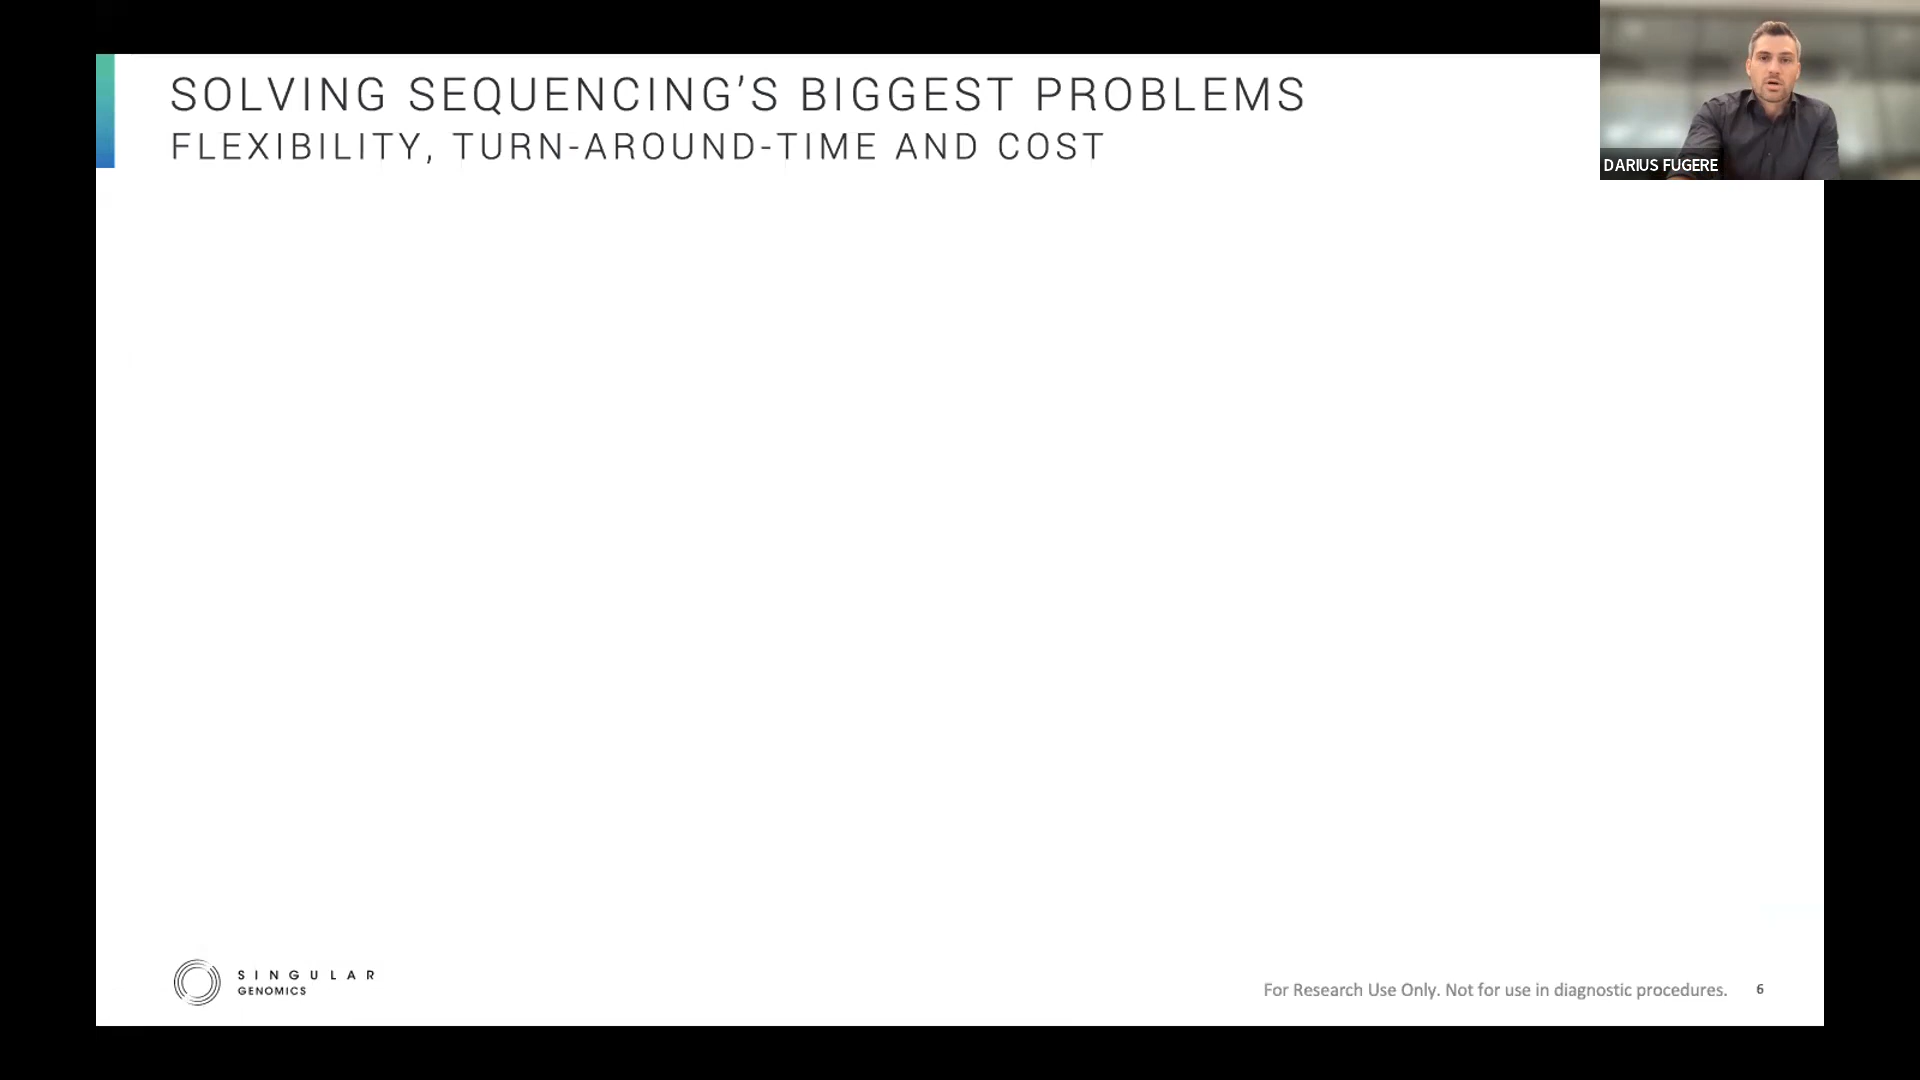 SOLVING SEQUENCING’S BIGGEST PROBLEMS
FLEXIBILITY, TURN-AROUND-TIME AND COST
DARIUS FUGERE
SINGULAR
GENOMICS
For Research Use Only. Not for use in diagnostic procedures.
6